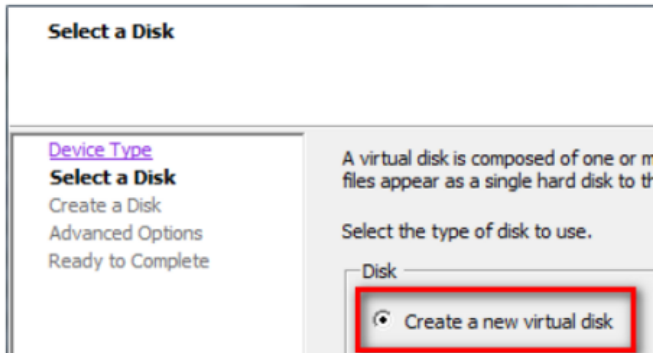 Select a Disk
Device Type
Select a Disk
Create a Disk
Advanced Options
Ready to Complete
A virtual disk is composed of one or m
files appear as a single hard disk to th
Select the type of disk to use.
Disk
Create a new virtual disk